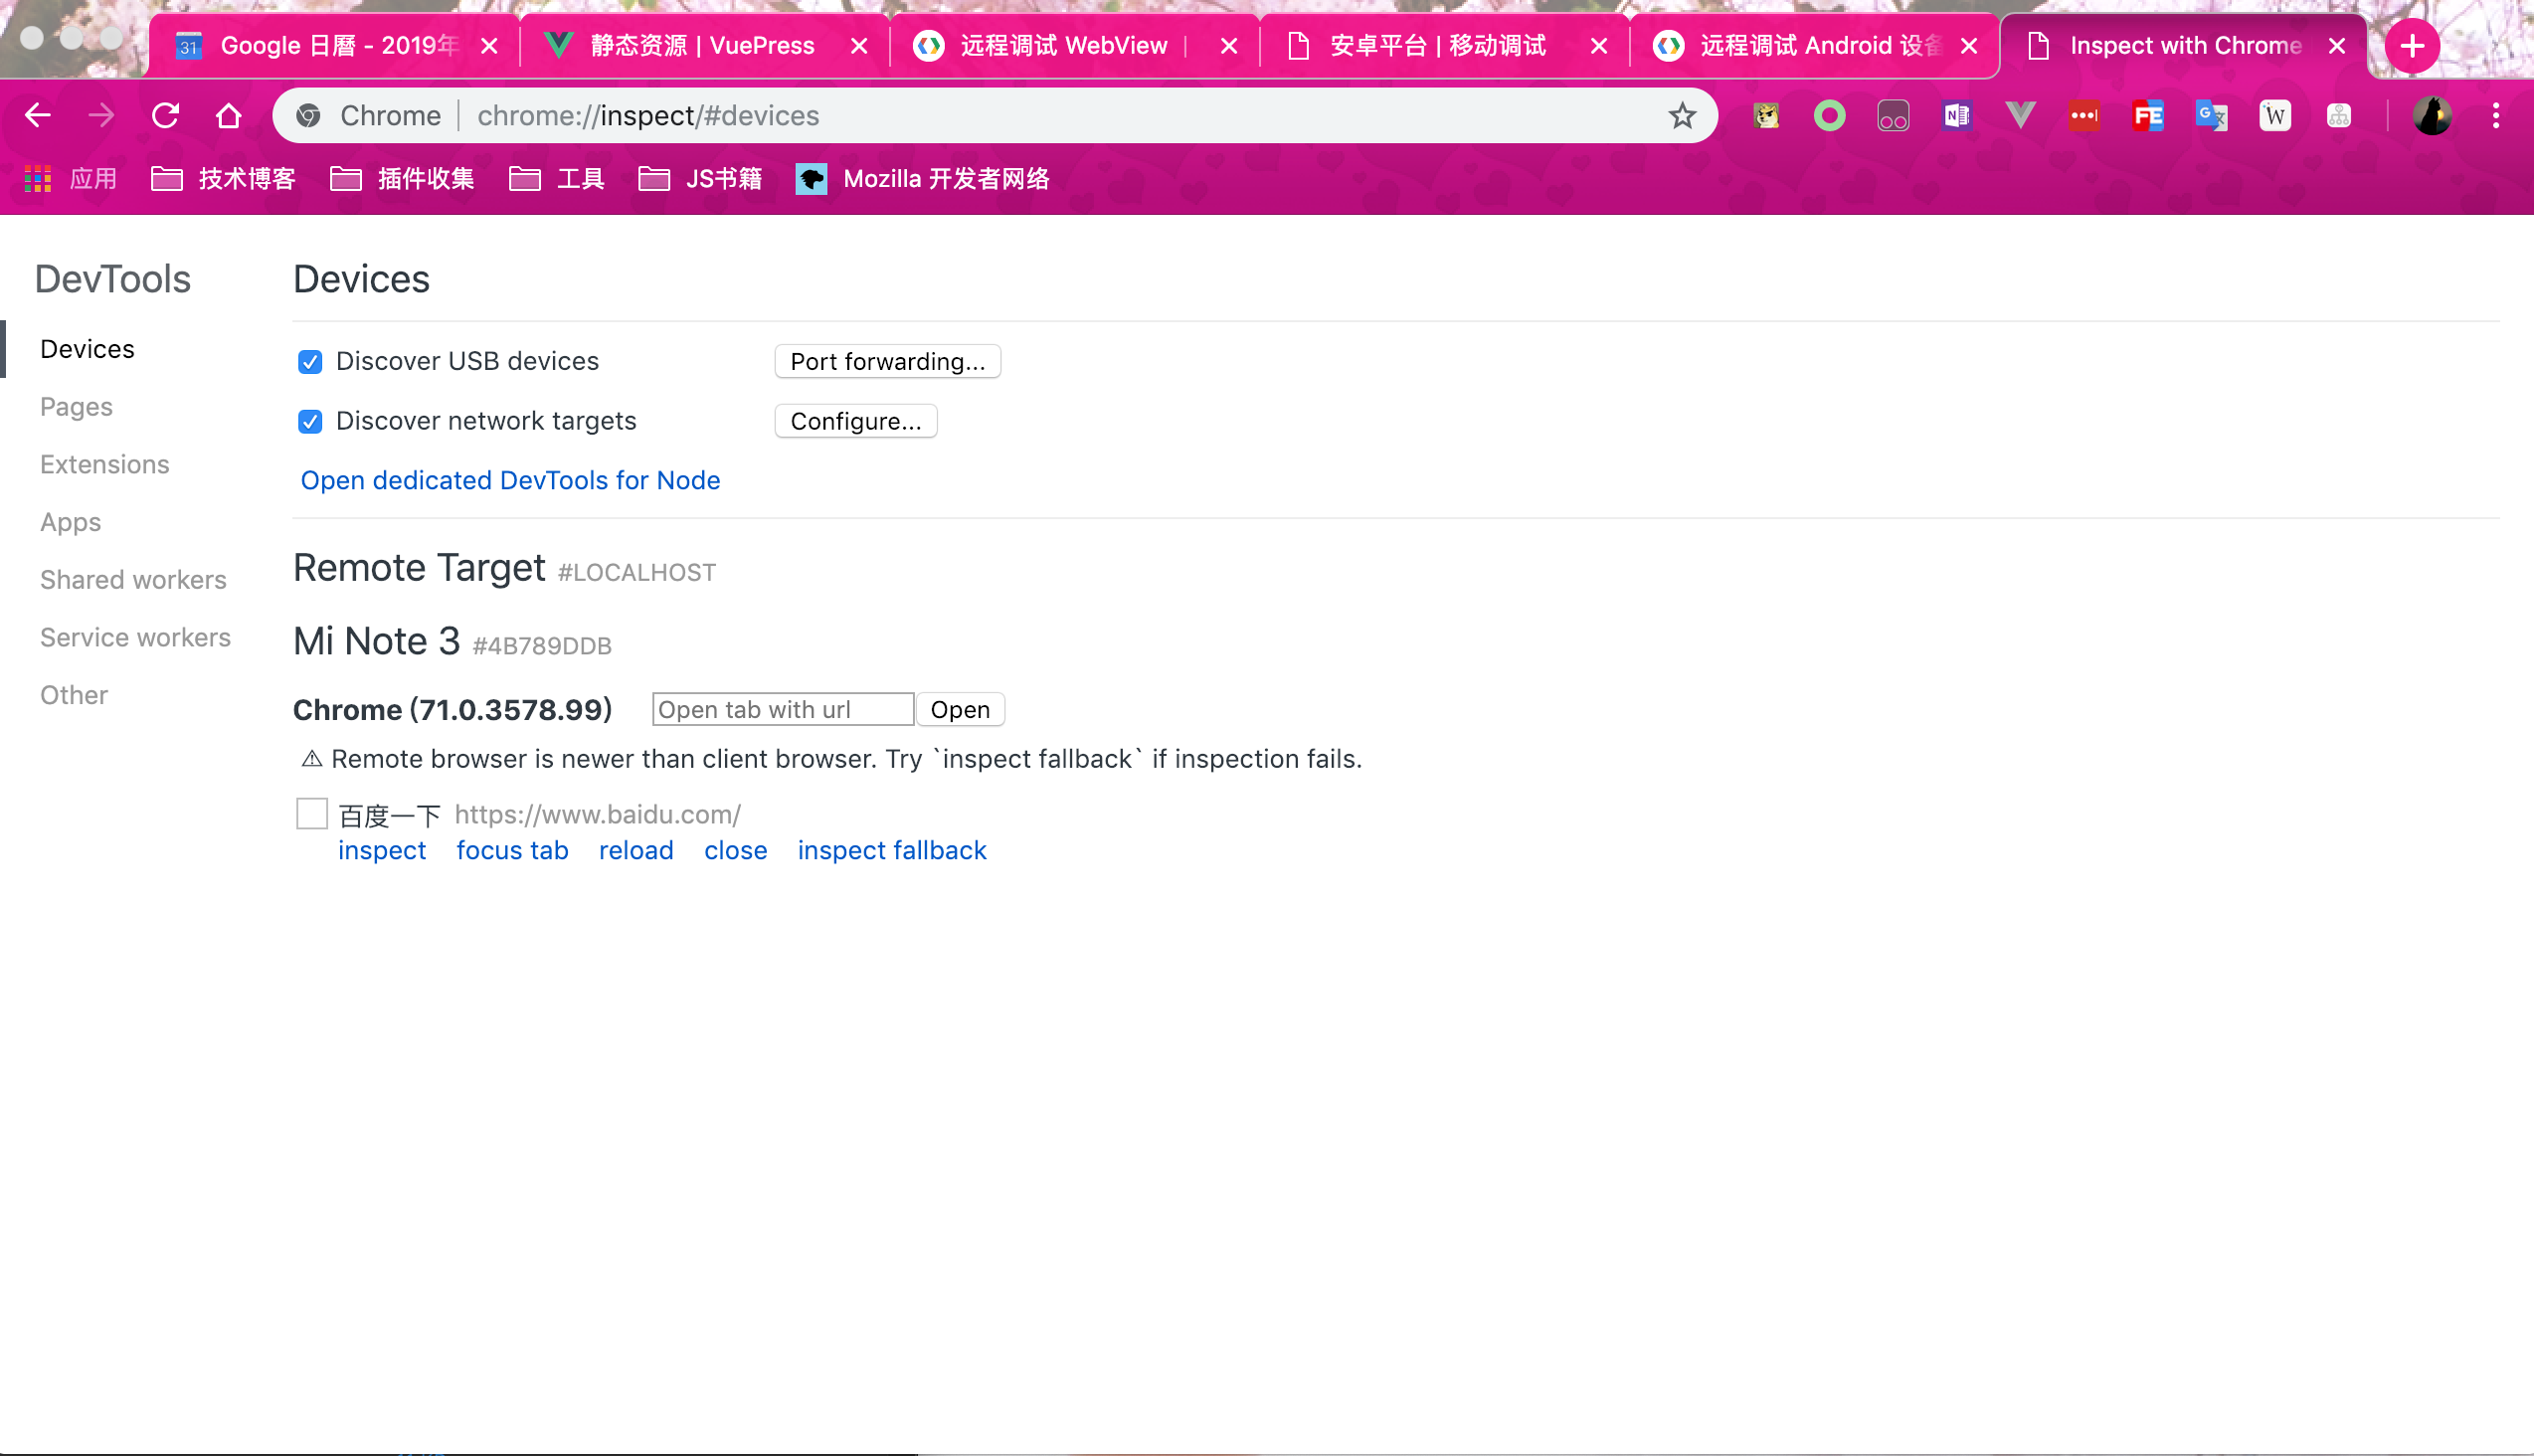 Google 日曆 - 2019年
静态资源 | VuePress
远程调试 WebView |
安卓平台 | 移动调试
远程调试 Android 设备
Inspect with Chrome
Chrome chrome://inspect/#devices
应用 技术博客 插件收集 工具 JS书籍 Mozilla 开发者网络
DevTools
Devices
Pages
Extensions
Apps
Shared workers
Service workers
Other
Devices
Discover USB devices Port forwarding...
Discover network targets Configure...
Open dedicated DevTools for Node
Remote Target #LOCALHOST
Mi Note 3 #4B789DDB
Chrome (71.0.3578.99) Open tab with url Open
⚠ Remote browser is newer than client browser. Try `inspect fallback` if inspection fails.
百度一下 https://www.baidu.com/
inspect focus tab reload close inspect fallback